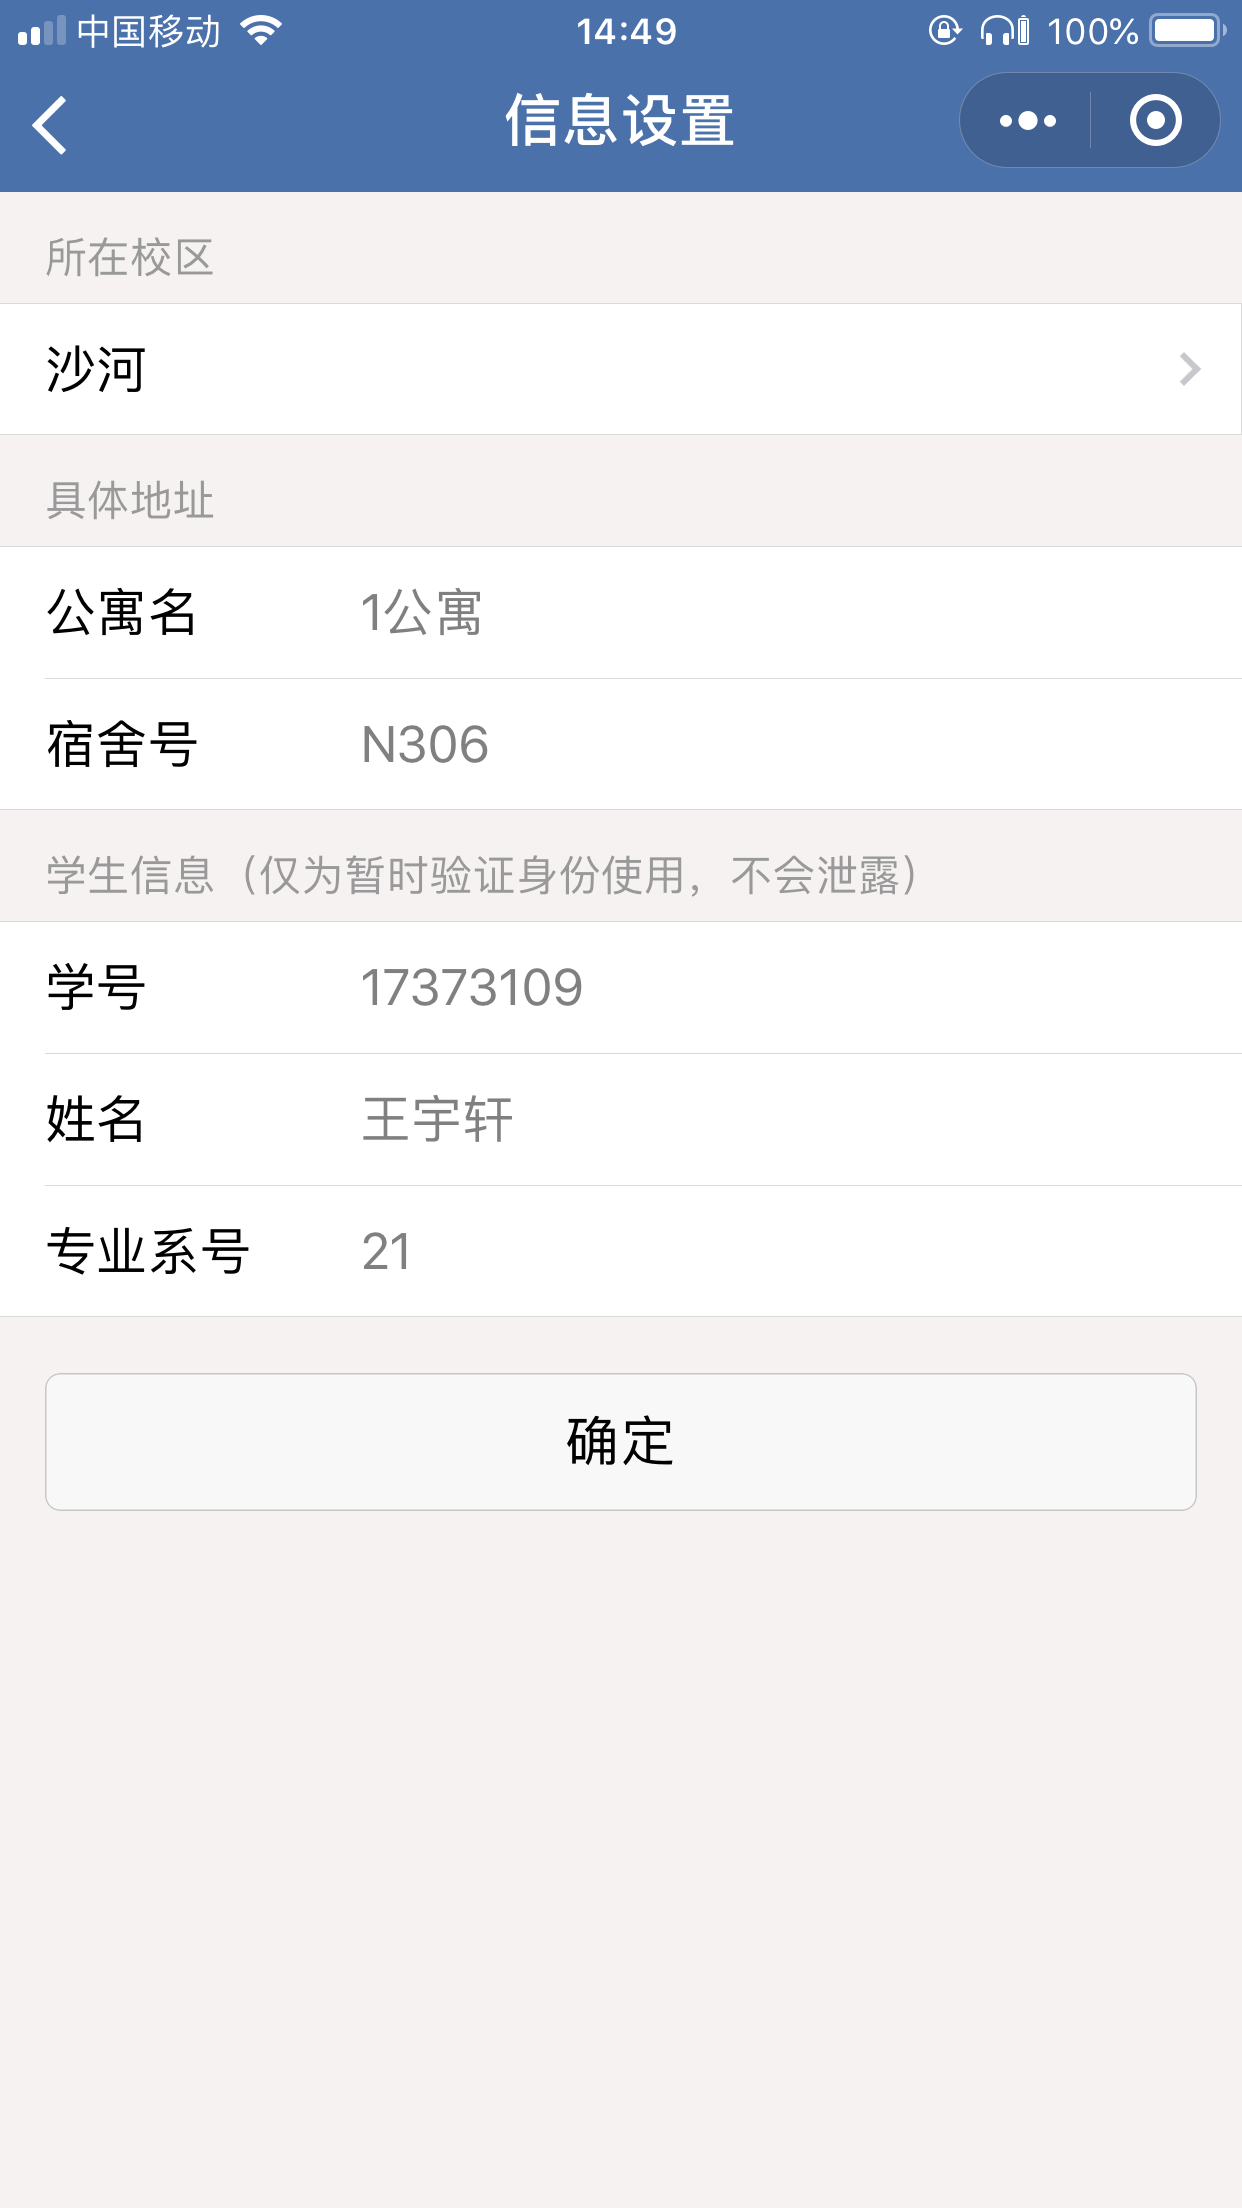 中国移动 14:49 100%
信息设置
所在校区
沙河
具体地址
公寓名 1公寓
宿舍号 N306
学生信息（仅为暂时验证身份使用，不会泄露）
学号 17373109
姓名 王宇轩
专业系号 21
确定